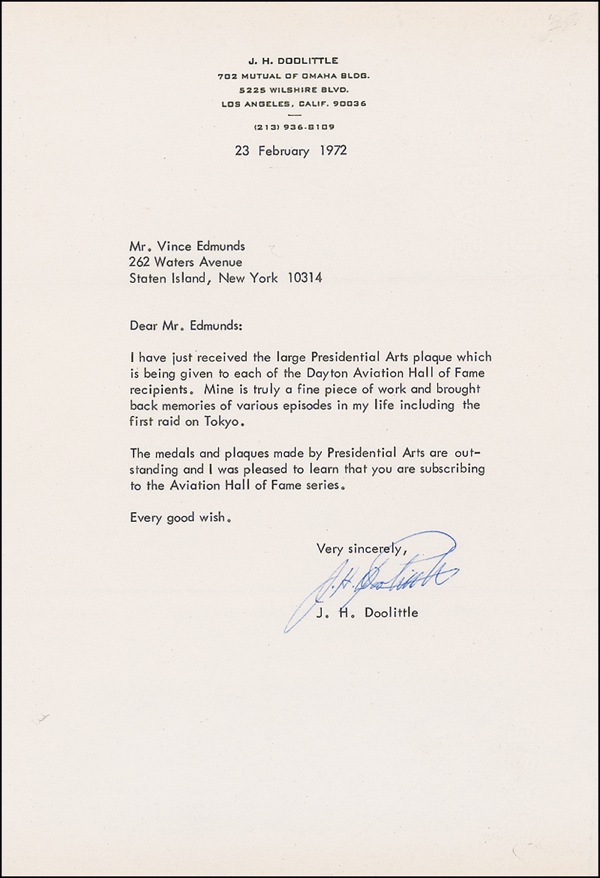 J. H. DOOLITTLE
702 MUTUAL OF OMAHA BLDG.
5225 WILSHIRE BLVD.
LOS ANGELES, CALIF. 90036
(213) 936-8109
23 February 1972
Mr. Vince Edmunds
262 Waters Avenue
Staten Island, New York 10314
Dear Mr. Edmunds:
I have just received the large Presidential Arts plaque which
is being given to each of the Dayton Aviation Hall of Fame
recipients. Mine is truly a fine piece of work and brought
back memories of various episodes in my life including the
first raid on Tokyo.
The medals and plaques made by Presidential Arts are out-
standing and I was pleased to learn that you are subscribing
to the Aviation Hall of Fame series.
Every good wish.
Very sincerely,
J. H. Doolittle
J. H. Doolittle